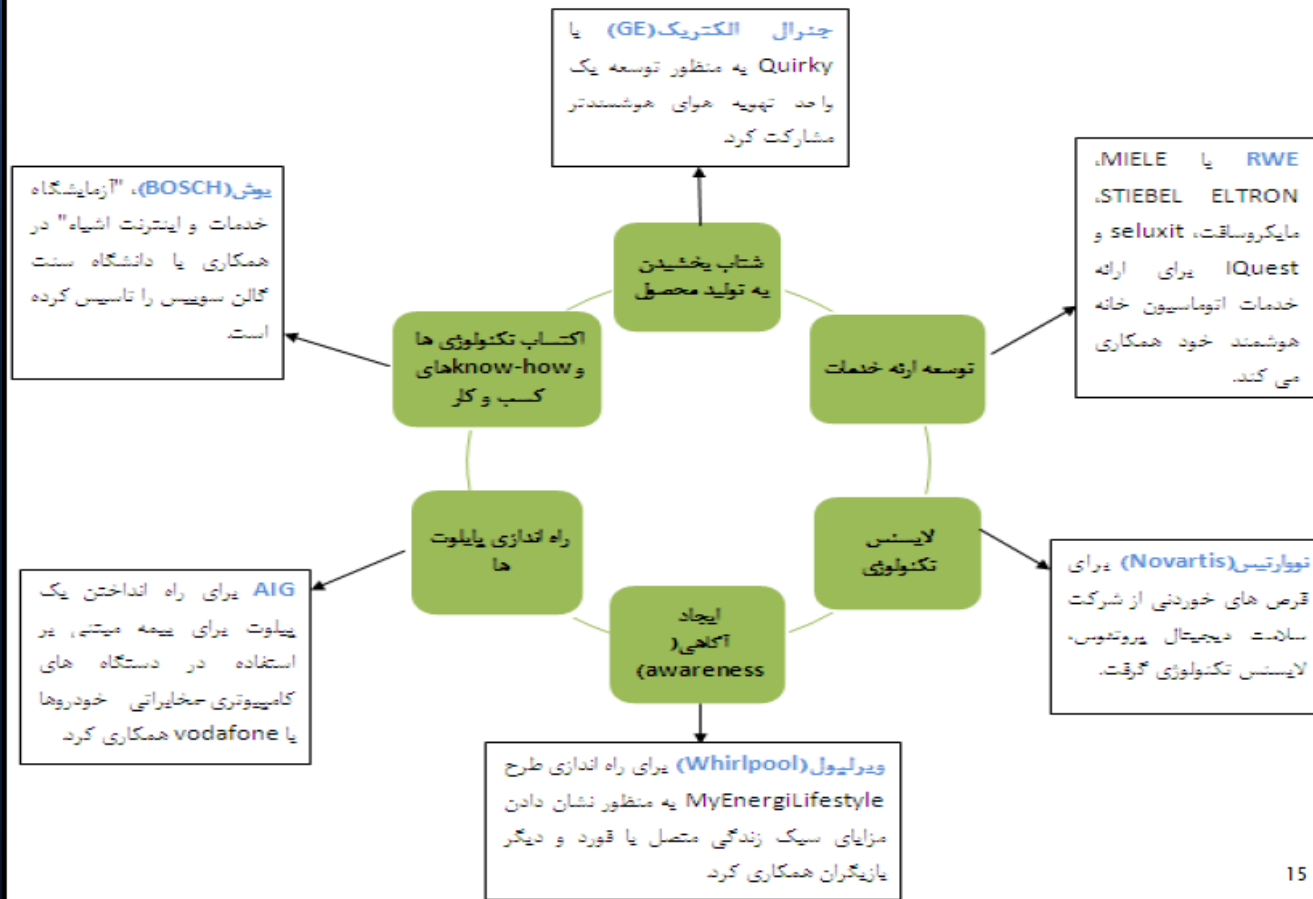 جنرال الکتریک(GE) با
Quirky به منظور توسعه یک
واحد تهویه هوای هوشمندتر
مشارکت کرد.
RWE با MIELE،
STIEBEL ELTRON،
مایکروسافت، seluxit و
IQuest برای ارائه
خدمات اتوماسیون خانه
هوشمند خود همکاری
می کند.
بوش(BOSCH)، "آزمایشگاه
خدمات و اینترنت اشیاء" در
همکاری با دانشگاه سنت
گالن سوییس را تاسیس کرده
است.
شتاب بخشیدن
به تولید محصول
توسعه ارئه خدمات
اکتساب تکنولوژی ها
و know-howهای
کسب و کار
لایسنس
تکنولوژی
راه اندازی پایلوت
ها
ایجاد
آگاهی(
awareness)
نووارتیس(Novartis) برای
قرص های خوردنی از شرکت
سلامت دیجیتال پروتئوس،
لایسنس تکنولوژی گرفت.
AIG برای راه انداختن یک
پیلوت برای بیمه مبتنی بر
استفاده در دستگاه های
کامپیوتری-مخابراتی خودروها
با vodafone همکاری کرد.
ویرلپول(Whirlpool) برای راه اندازی طرح
MyEnergiLifestyle به منظور نشان دادن
مزایای سبک زندگی متصل با فورد و دیگر
بازیگران همکاری کرد.
15